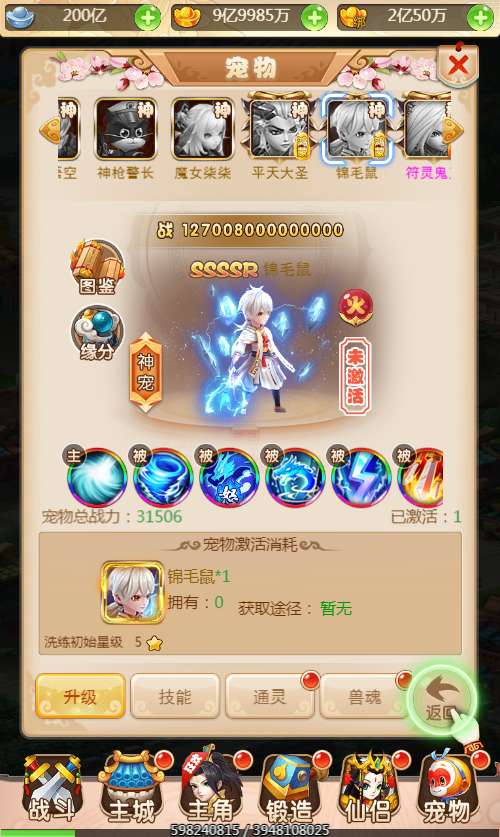 200亿
9亿9985万
2亿50万
宠物
神
神
神
神
神
悟空
神枪警长
魔女柒柒
平天大圣
锦毛鼠
符灵鬼
战 127008000000000
SSSSR 锦毛鼠
图鉴
缘分
神宠
火
未激活
主
被
被
被
被
被
怒
宠物总战力：31506
已激活：1
宠物激活消耗
锦毛鼠*1
拥有：0
获取途径：暂无
洗练初始星级 5
升级
技能
通灵
兽魂
返回
战斗
主城
主角
锻造
仙侣
宠物
598240815 / 3948108025